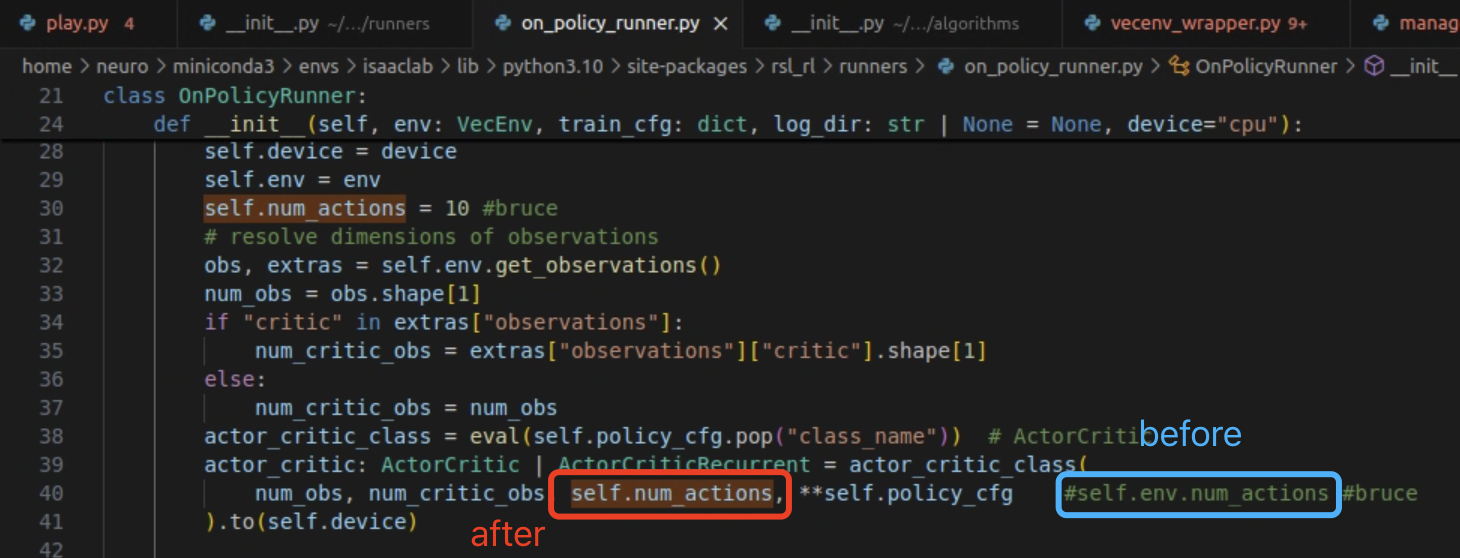 play.py 4 __init__.py ~/.../runners on_policy_runner.py × __init__.py ~/.../algorithms vecenv_wrapper.py 9+ manag
home > neuro > miniconda3 > envs > isaaclab > lib > python3.10 > site-packages > rsl_rl > runners > on_policy_runner.py > OnPolicyRunner > __init__
21 class OnPolicyRunner:
24 def __init__(self, env: VecEnv, train_cfg: dict, log_dir: str | None = None, device="cpu"):
28 self.device = device
29 self.env = env
30 self.num_actions = 10 #bruce
31 # resolve dimensions of observations
32 obs, extras = self.env.get_observations()
33 num_obs = obs.shape[1]
34 if "critic" in extras["observations"]:
35 num_critic_obs = extras["observations"]["critic"].shape[1]
36 else:
37 num_critic_obs = num_obs
38 actor_critic_class = eval(self.policy_cfg.pop("class_name")) # ActorCritic
before
39 actor_critic: ActorCritic | ActorCriticRecurrent = actor_critic_class(
40 num_obs, num_critic_obs self.num_actions, **self.policy_cfg #self.env.num_actions #bruce
41 ).to(self.device)
after
42